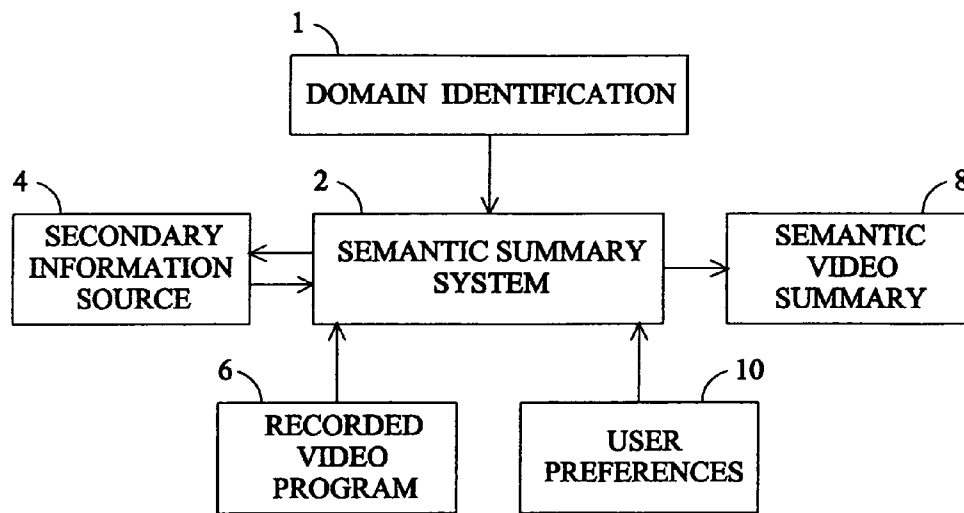 1
DOMAIN IDENTIFICATION
4
SECONDARY
INFORMATION
SOURCE
2
SEMANTIC SUMMARY
SYSTEM
8
SEMANTIC
VIDEO
SUMMARY
6
RECORDED
VIDEO
PROGRAM
10
USER
PREFERENCES